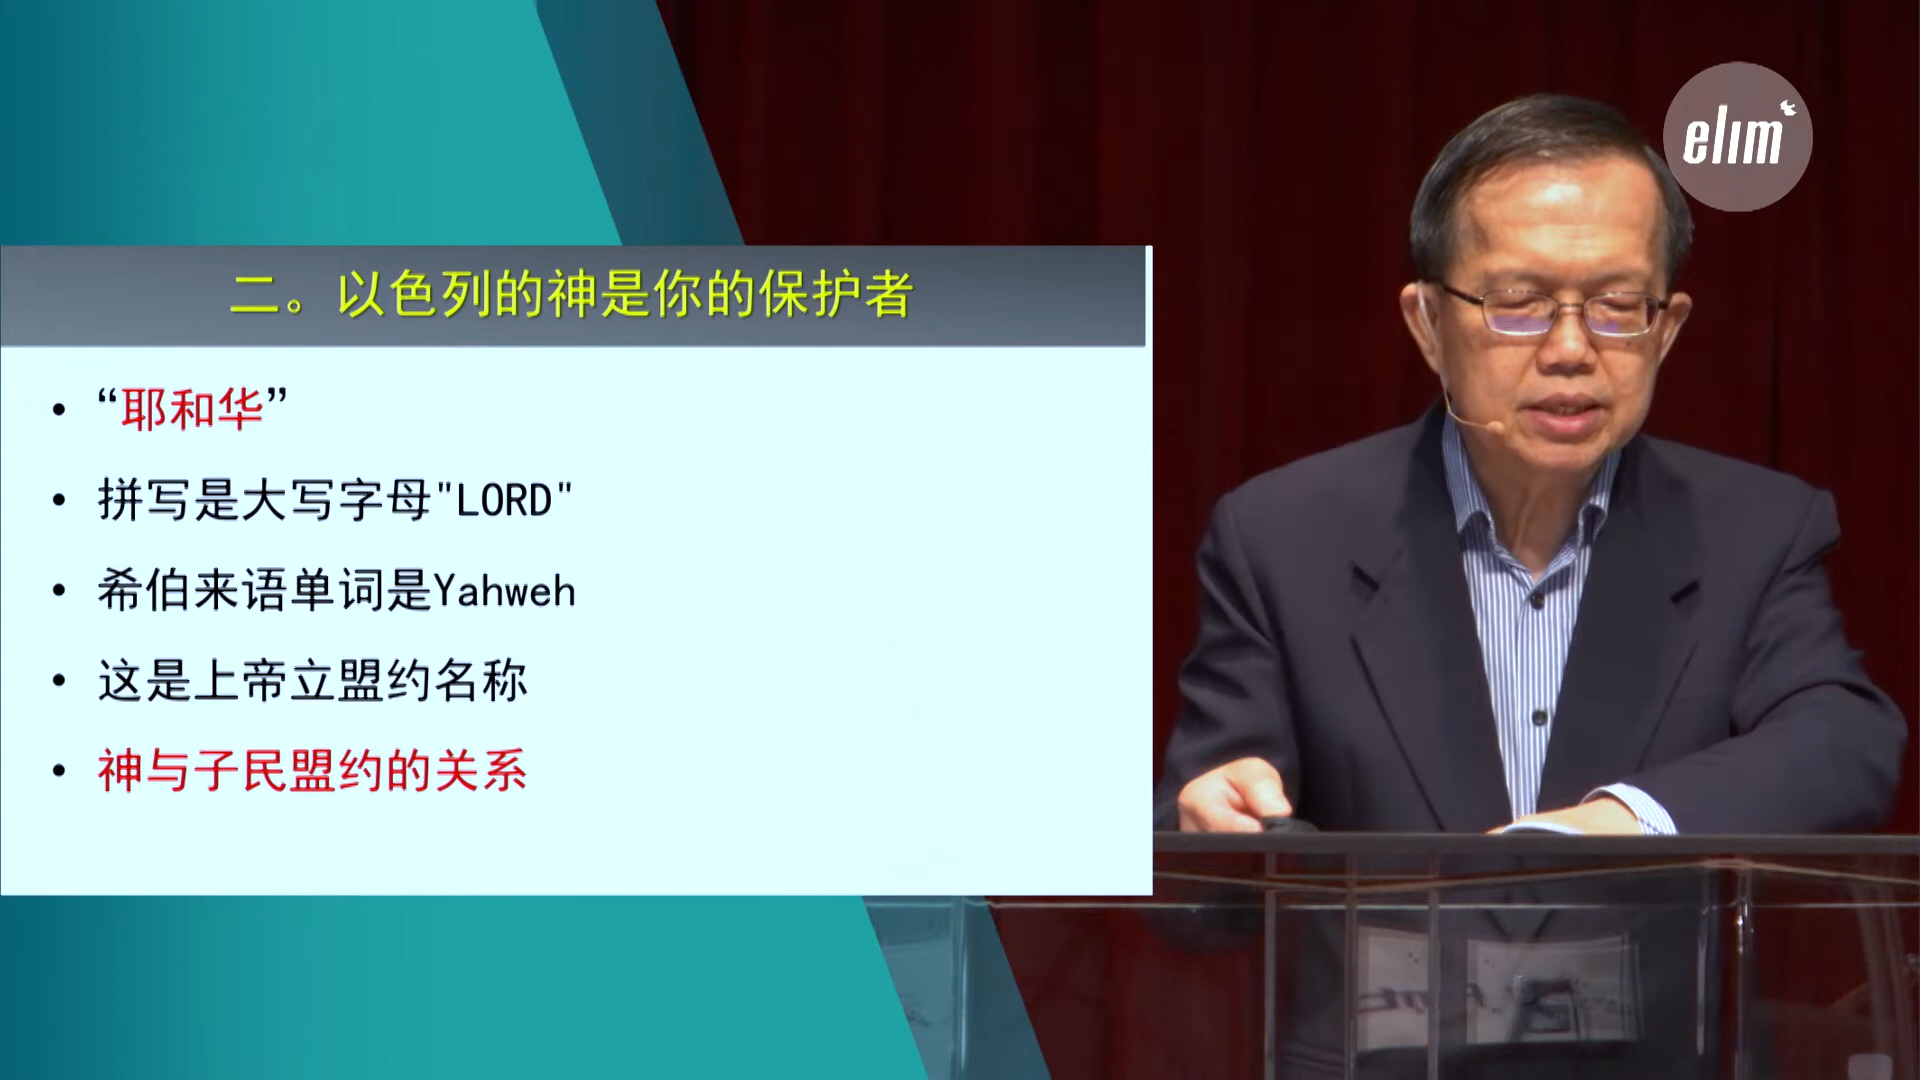 elim
二。以色列的神是你的保护者
• “耶和华”
• 拼写是大写字母"LORD"
• 希伯来语单词是Yahweh
• 这是上帝立盟约名称
• 神与子民盟约的关系